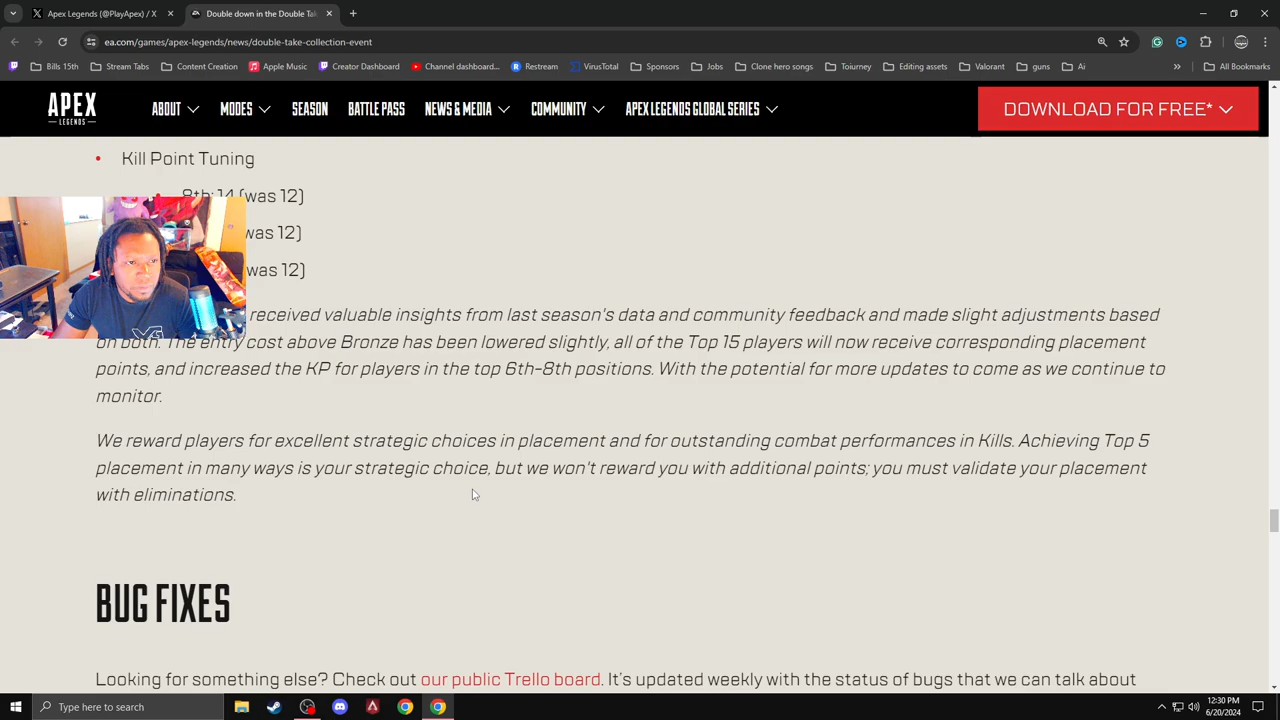 Apex Legends (@PlayApex) / X
Double down in the Double Ta
ea.com/games/apex-legends/news/double-take-collection-event
Bills 15th Stream Tabs Content Creation Apple Music Creator Dashboard Channel dashboard... Restream VirusTotal Sponsors Jobs Clone hero songs Toiurney Editing assets Valorant guns Ai All Bookmarks
APEX
LEGENDS
ABOUT MODES SEASON BATTLE PASS NEWS & MEDIA COMMUNITY APEX LEGENDS GLOBAL SERIES DOWNLOAD FOR FREE*
Kill Point Tuning
8th: 14 (was 12)
was 12)
(was 12)
received valuable insights from last season's data and community feedback and made slight adjustments based
on both. The entry cost above Bronze has been lowered slightly, all of the Top 15 players will now receive corresponding placement
points, and increased the KP for players in the top 6th-8th positions. With the potential for more updates to come as we continue to
monitor.
We reward players for excellent strategic choices in placement and for outstanding combat performances in Kills. Achieving Top 5
placement in many ways is your strategic choice, but we won't reward you with additional points; you must validate your placement
with eliminations.
BUG FIXES
Looking for something else? Check out our public Trello board. It's updated weekly with the status of bugs that we can talk about
Type here to search
12:30 PM
6/20/2024